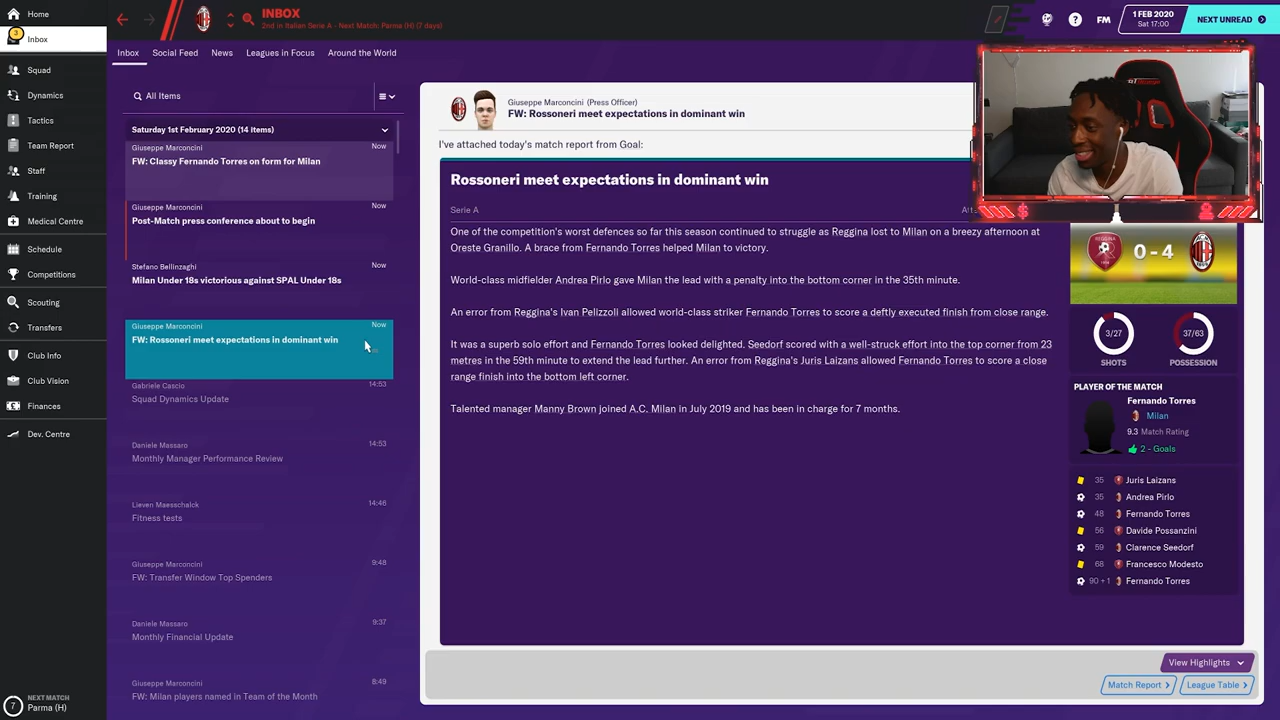 Home
3
Inbox
Squad
Dynamics
Tactics
Team Report
Staff
Training
Medical Centre
Schedule
Competitions
Scouting
Transfers
Club Info
Club Vision
Finances
Dev. Centre
7
NEXT MATCH
Parma (H)
INBOX
2nd in Italian Serie A - Next Match: Parma (H) (7 days)
?
FM
1 FEB 2020
Sat 17:00
NEXT UNREAD
Inbox Social Feed News Leagues in Focus Around the World
All Items
Saturday 1st February 2020 (14 items)
Giuseppe Marconcini Now
FW: Classy Fernando Torres on form for Milan
Giuseppe Marconcini Now
Post-Match press conference about to begin
Stefano Bellinzaghi Now
Milan Under 18s victorious against SPAL Under 18s
Giuseppe Marconcini Now
FW: Rossoneri meet expectations in dominant win
Gabriele Cascio 14:53
Squad Dynamics Update
Daniele Massaro 14:53
Monthly Manager Performance Review
Lieven Maesschalck 14:46
Fitness tests
Giuseppe Marconcini 9:48
FW: Transfer Window Top Spenders
Daniele Massaro 9:37
Monthly Financial Update
Giuseppe Marconcini 8:49
FW: Milan players named in Team of the Month
Giuseppe Marconcini (Press Officer)
FW: Rossoneri meet expectations in dominant win
I've attached today's match report from Goal:
Rossoneri meet expectations in dominant win
Serie A
One of the competition's worst defences so far this season continued to struggle as Reggina lost to Milan on a breezy afternoon at
Oreste Granillo. A brace from Fernando Torres helped Milan to victory.
World-class midfielder Andrea Pirlo gave Milan the lead with a penalty into the bottom corner in the 35th minute.
An error from Reggina's Ivan Pelizzoli allowed world-class striker Fernando Torres to score a deftly executed finish from close range.
It was a superb solo effort and Fernando Torres looked delighted. Seedorf scored with a well-struck effort into the top corner from 23
metres in the 59th minute to extend the lead further. An error from Reggina's Juris Laizans allowed Fernando Torres to score a close
range finish into the bottom left corner.
Talented manager Manny Brown joined A.C. Milan in July 2019 and has been in charge for 7 months.
0 - 4
3/27 37/63
SHOTS POSSESSION
PLAYER OF THE MATCH
Fernando Torres
Milan
9.3 Match Rating
2 - Goals
35 Juris Laizans
35 Andrea Pirlo
48 Fernando Torres
56 Davide Possanzini
59 Clarence Seedorf
68 Francesco Modesto
90 + 1 Fernando Torres
View Highlights
Match Report
League Table